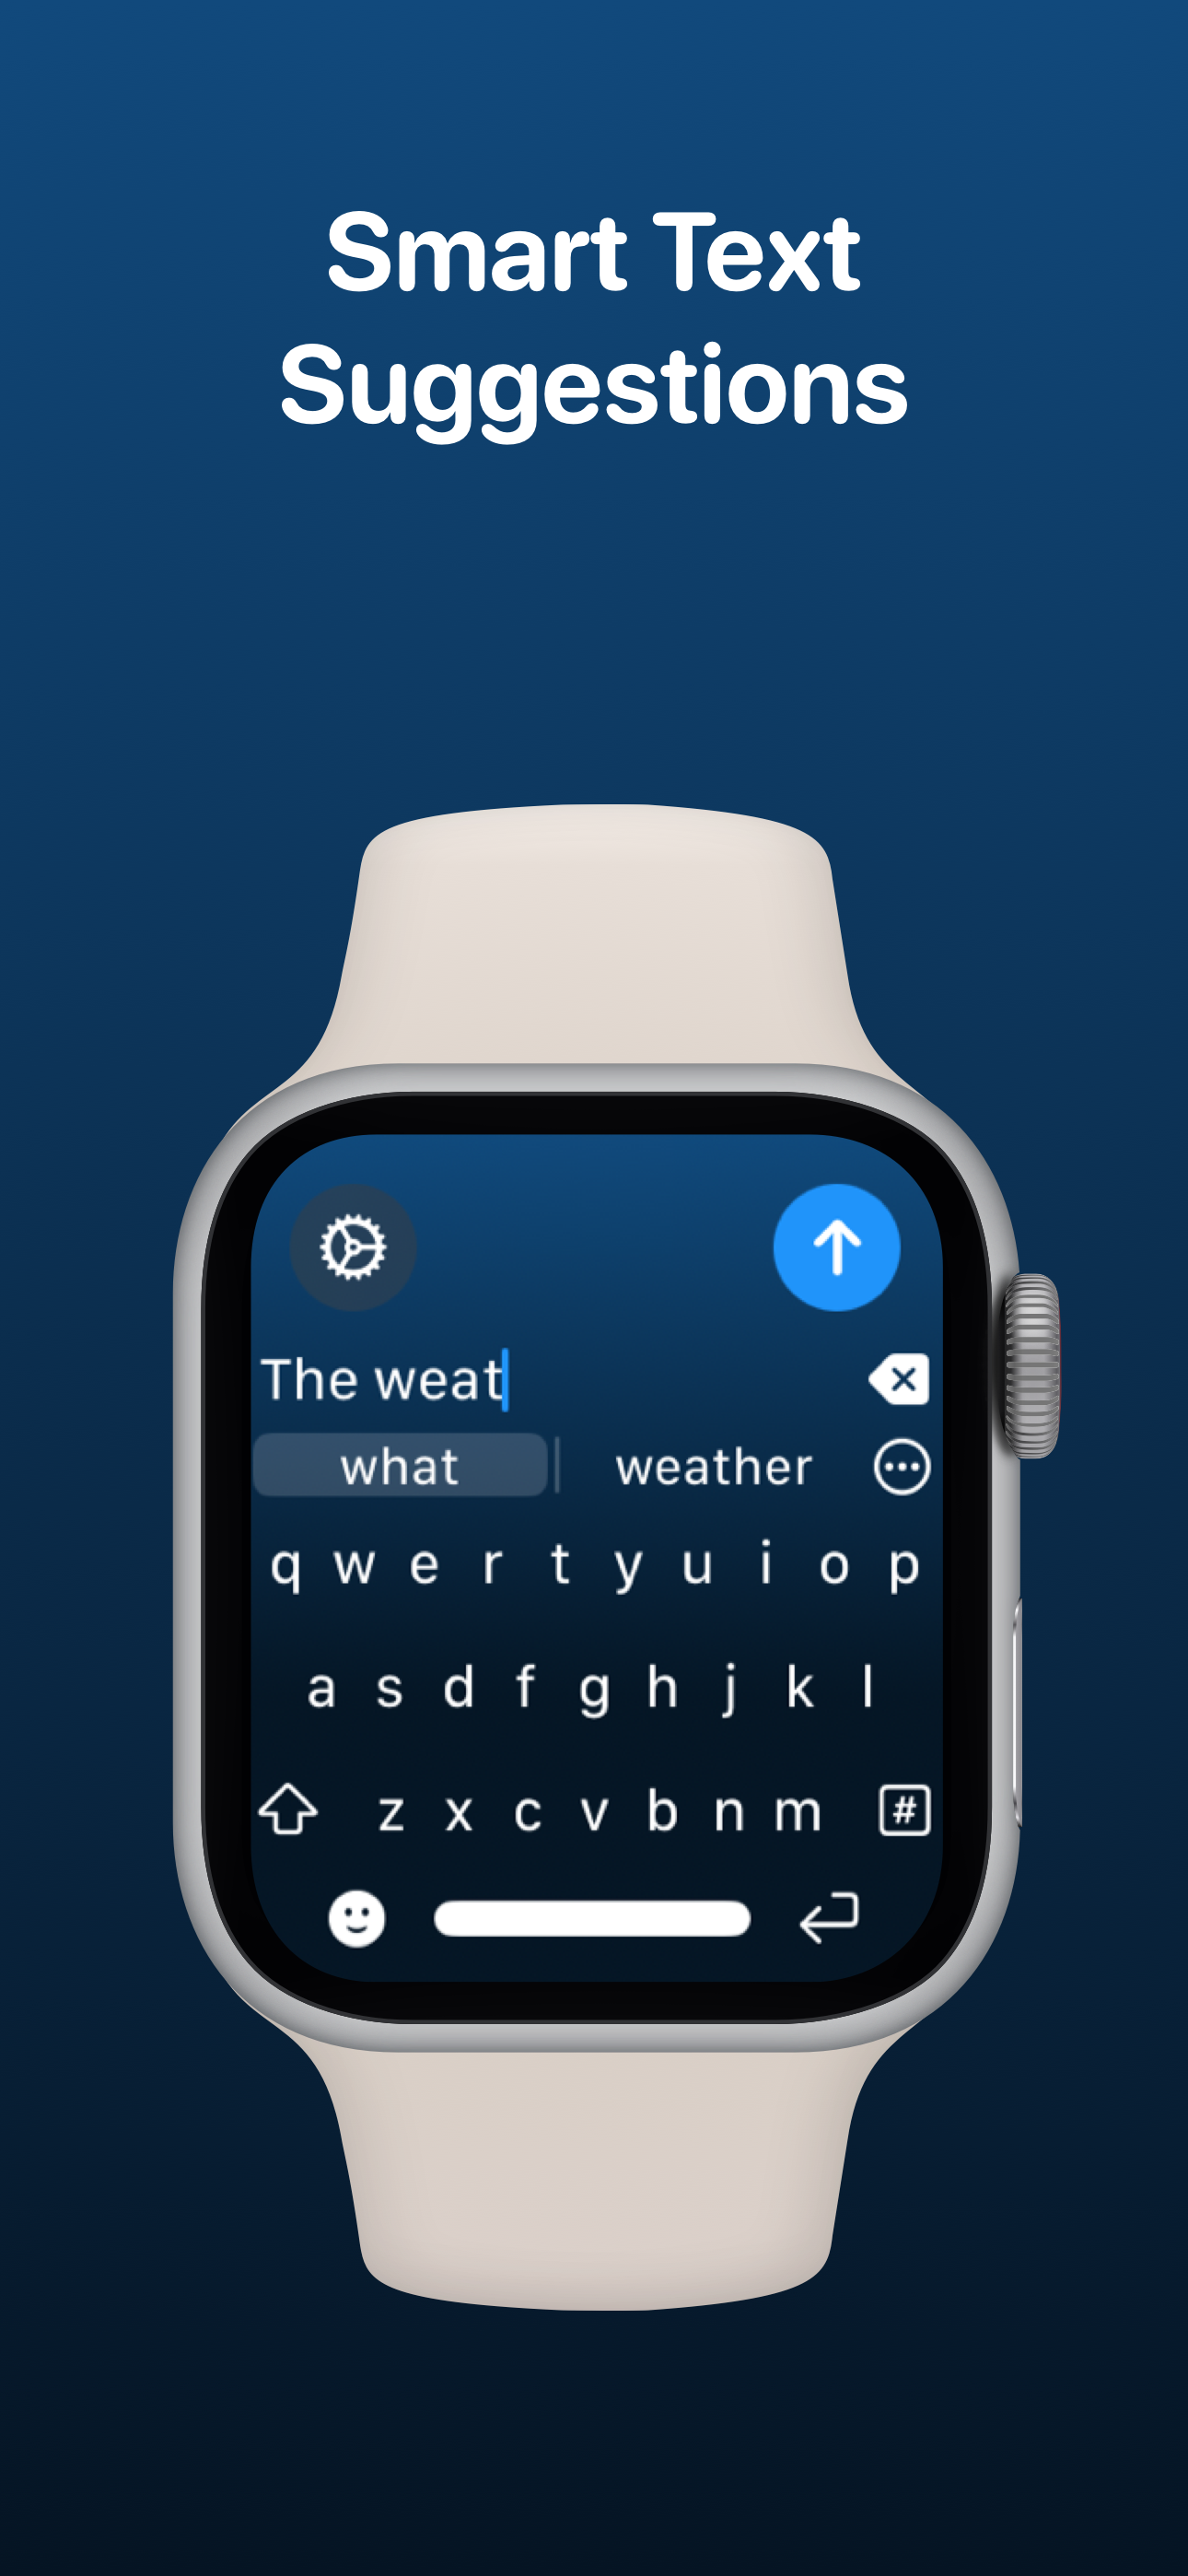 Smart Text
Suggestions
The weat
what weather
q w e r t y u i o p
a s d f g h j k l
z x c v b n m #